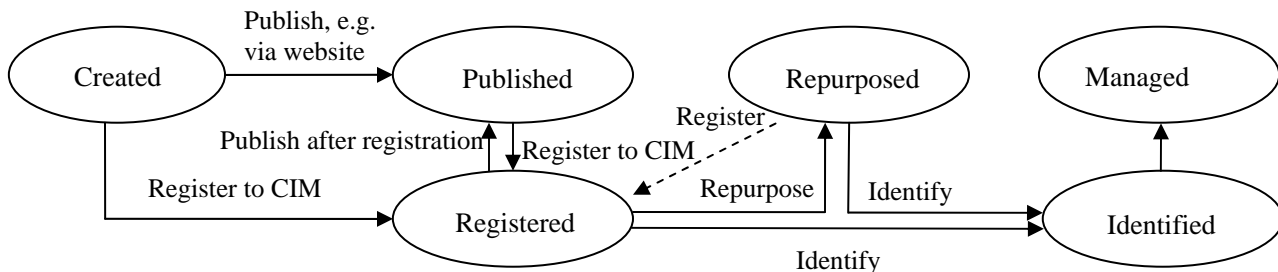 Publish, e.g.
via website
Created
Published
Repurposed
Managed
Register
Publish after registration
Register to CIM
Register to CIM
Repurpose
Identify
Registered
Identified
Identify